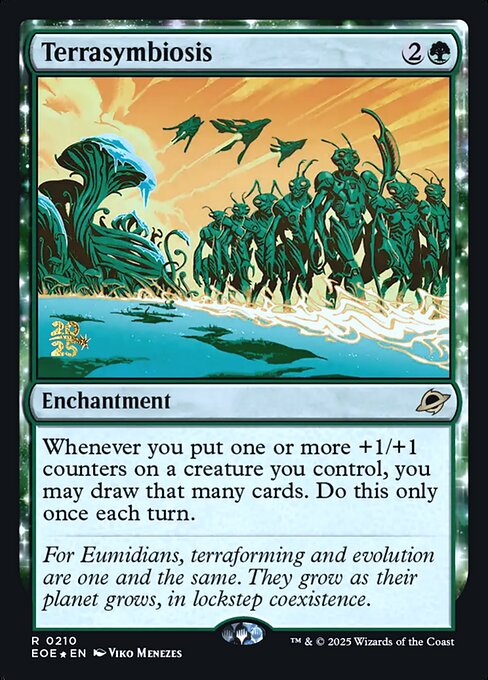 Terrasymbiosis 2
2025
Enchantment
Whenever you put one or more +1/+1
counters on a creature you control, you
may draw that many cards. Do this only
once each turn.
For Eumidians, terraforming and evolution
are one and the same. They grow as their
planet grows, in lockstep coexistence.
R 0210
EOE★EN Viko Menezes
™ & © 2025 Wizards of the Coast